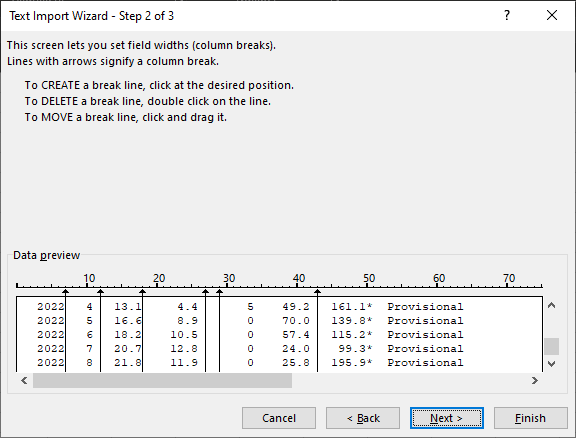 Text Import Wizard - Step 2 of 3
This screen lets you set field widths (column breaks).
Lines with arrows signify a column break.
To CREATE a break line, click at the desired position.
To DELETE a break line, double click on the line.
To MOVE a break line, click and drag it.
Data preview
10 20 30 40 50 60 70
2022 4 13.1 4.4 5 49.2 161.1* Provisional
2022 5 16.6 8.9 0 70.0 139.8* Provisional
2022 6 18.2 10.5 0 57.4 115.2* Provisional
2022 7 20.7 12.8 0 24.0 99.3* Provisional
2022 8 21.8 11.9 0 25.8 195.9* Provisional
Cancel < Back Next > Finish